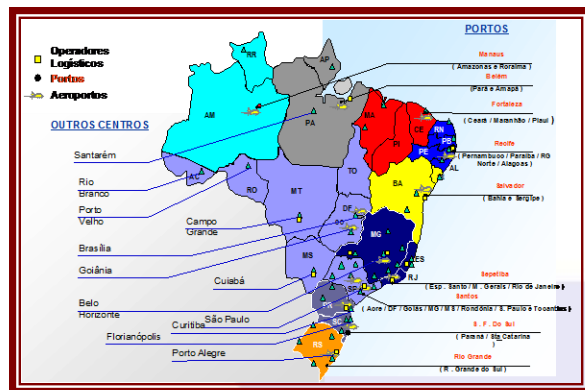 PORTOS
Operadores
Logísticos
Portos
Aeroportos
OUTROS CENTROS
Santarém
Rio
Branco
Porto
Velho
Campo
Grande
Brasília
Goiânia
Cuiabá
Belo
Horizonte
São Paulo
Curitiba
Florianópolis
Porto Alegre
Manaus
( Amazonas e Roraima )
Belém
(Pará e Amapá )
Fortaleza
( Ceará / Maranhão / Piauí )
Recife
( Pernambuco / Paraíba / RG
Norte / Alagoas )
Salvador
( Bahia e Sergipe )
Sepetiba
( Esp . Santo / M . Gerais / Rio de Janeiro )
Santos
( Acre / DF / Goiás / MG / MS / Rondônia / S. Paulo e Tocantins )
S . F. Do Sul
( Paraná / Sta Catarina )
Rio Grande
( R . Grande do Sul )
RR
AP
AM
PA
MA
CE
RN
PB
PE
PI
AL
AC
RO
MT
TO
BA
DF
GO
MG
ES
MS
SP
RJ
PR
SC
RS